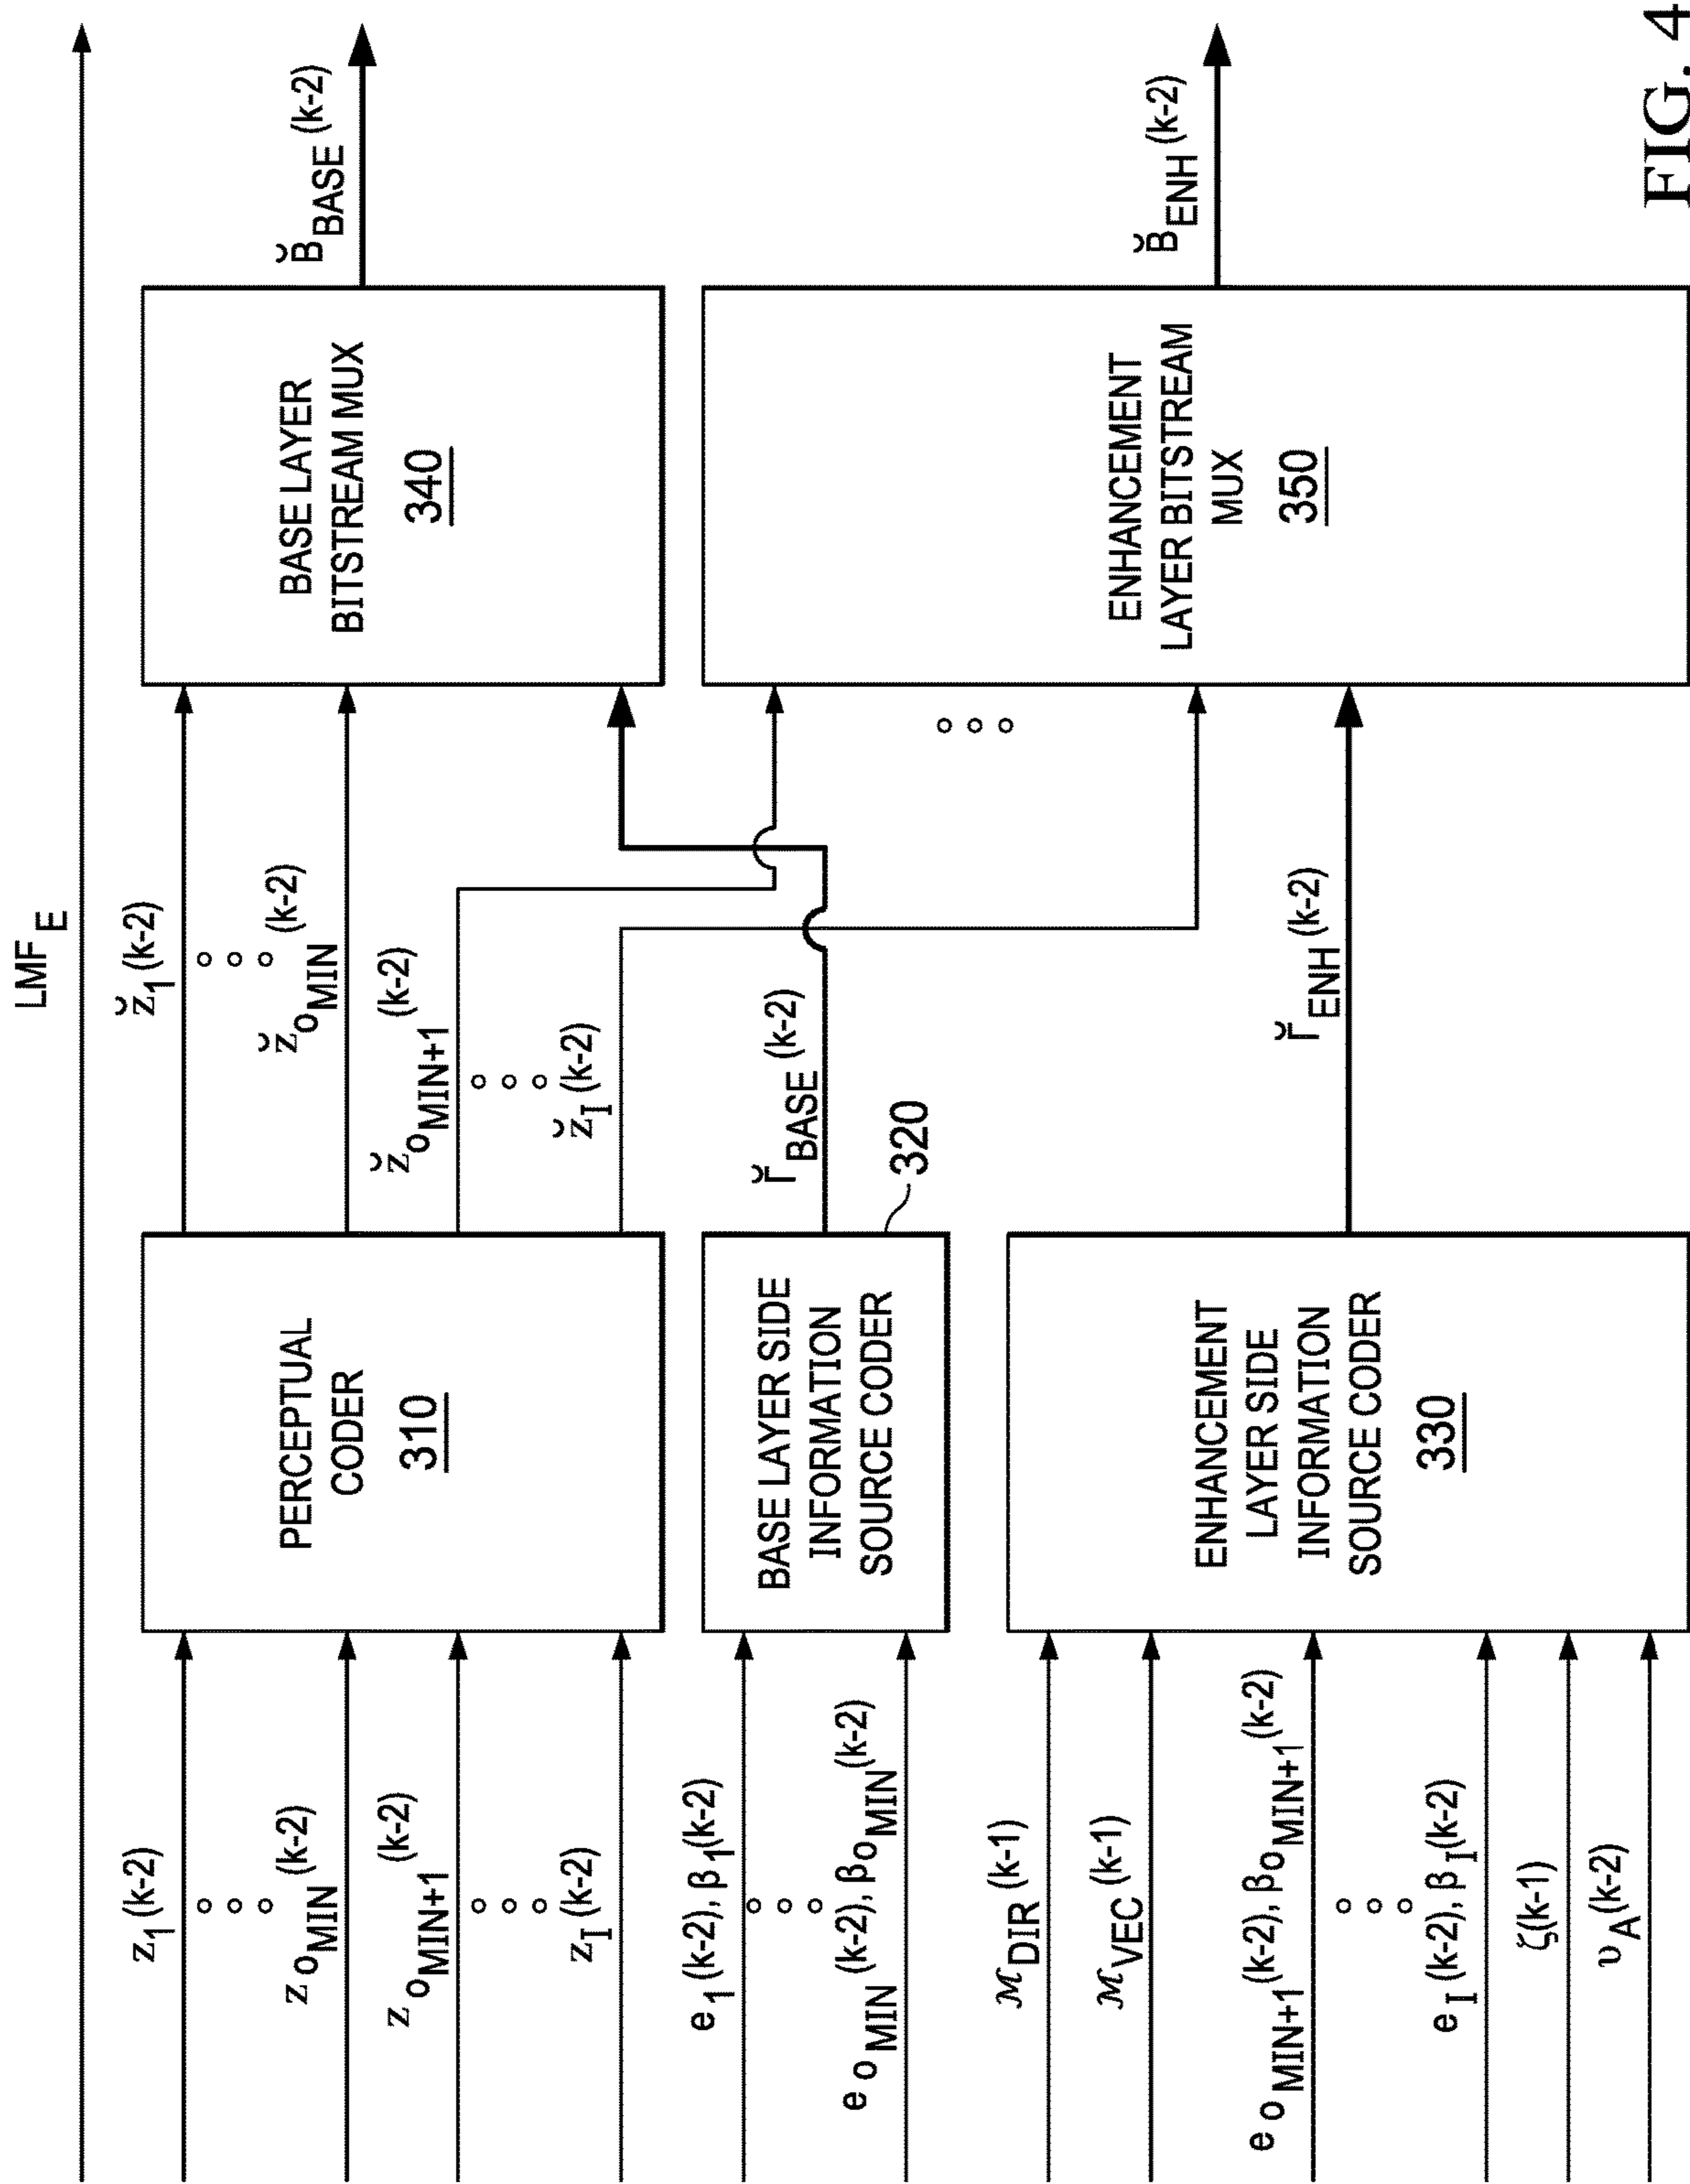 LMF_E
z_1(k-2)
z_{O_MIN}(k-2)
z_{O_MIN+1}(k-2)
z_I(k-2)
PERCEPTUAL
CODER
310
z̆_1(k-2)
z̆_{O_MIN}(k-2)
z̆_{O_MIN+1}(k-2)
z̆_I(k-2)
BASE LAYER
BITSTREAM MUX
340
B̆_BASE(k-2)
e_1(k-2), β_1(k-2)
e_{O_MIN}(k-2), β_{O_MIN}(k-2)
BASE LAYER SIDE
INFORMATION
SOURCE CODER
320
Γ̆_BASE(k-2)
ℳ_DIR(k-1)
ℳ_VEC(k-1)
e_{O_MIN+1}(k-2), β_{O_MIN+1}(k-2)
e_I(k-2), β_I(k-2)
ζ(k-1)
υ_A(k-2)
ENHANCEMENT
LAYER SIDE
INFORMATION
SOURCE CODER
330
Γ̆_ENH(k-2)
ENHANCEMENT
LAYER BITSTREAM
MUX
350
B̆_ENH(k-2)
FIG. 4